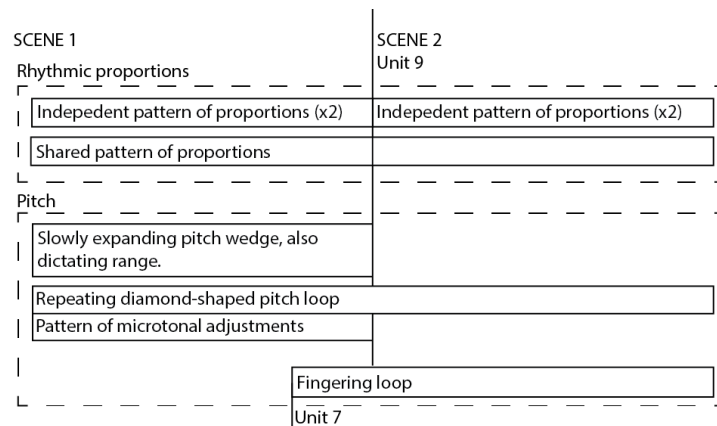 SCENE 1
SCENE 2
Unit 9
Rhythmic proportions
Indepedent pattern of proportions (x2)
Indepedent pattern of proportions (x2)
Shared pattern of proportions
Pitch
Slowly expanding pitch wedge, also
dictating range.
Repeating diamond-shaped pitch loop
Pattern of microtonal adjustments
Fingering loop
Unit 7